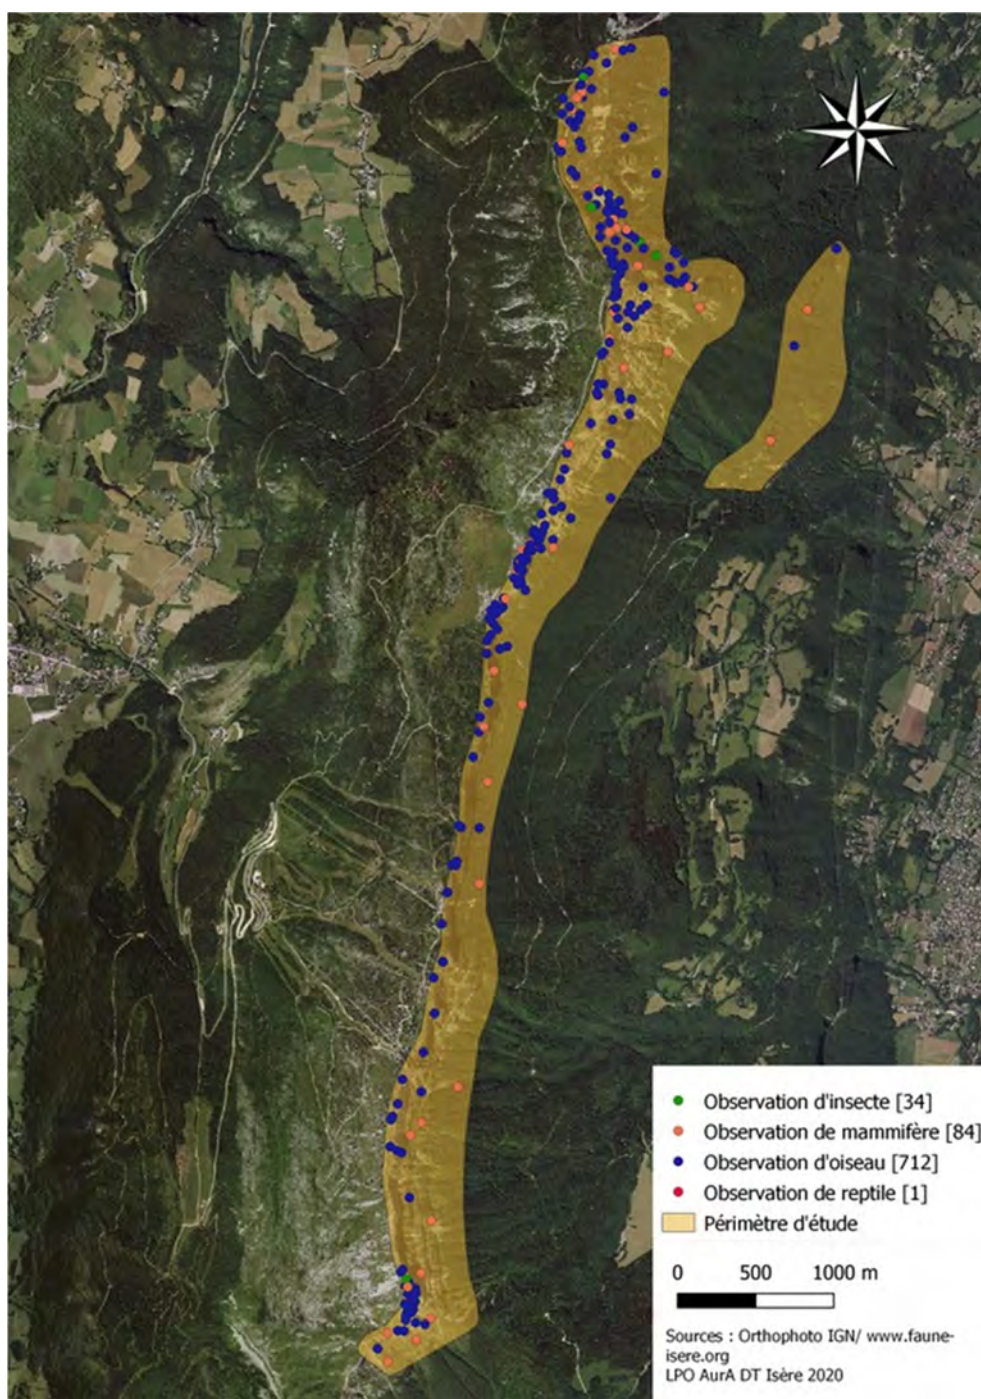 Observation d'insecte [34]
Observation de mammifère [84]
Observation d'oiseau [712]
Observation de reptile [1]
Périmètre d'étude
0 500 1000 m
Sources : Orthophoto IGN/ www.faune-
isere.org
LPO AurA DT Isère 2020